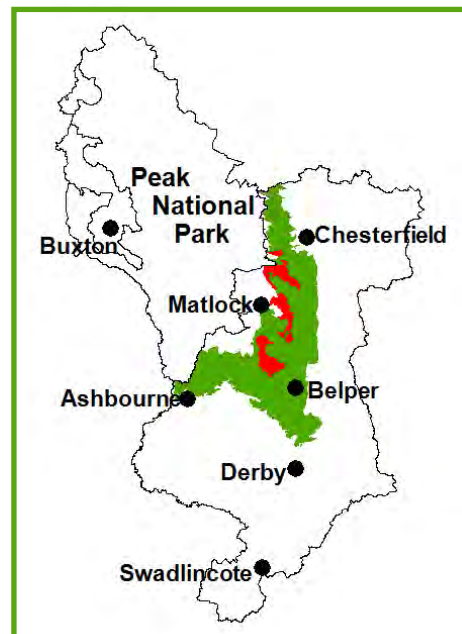 Peak
National
Park
Buxton
Chesterfield
Matlock
Ashbourne
Belper
Derby
Swadlincote